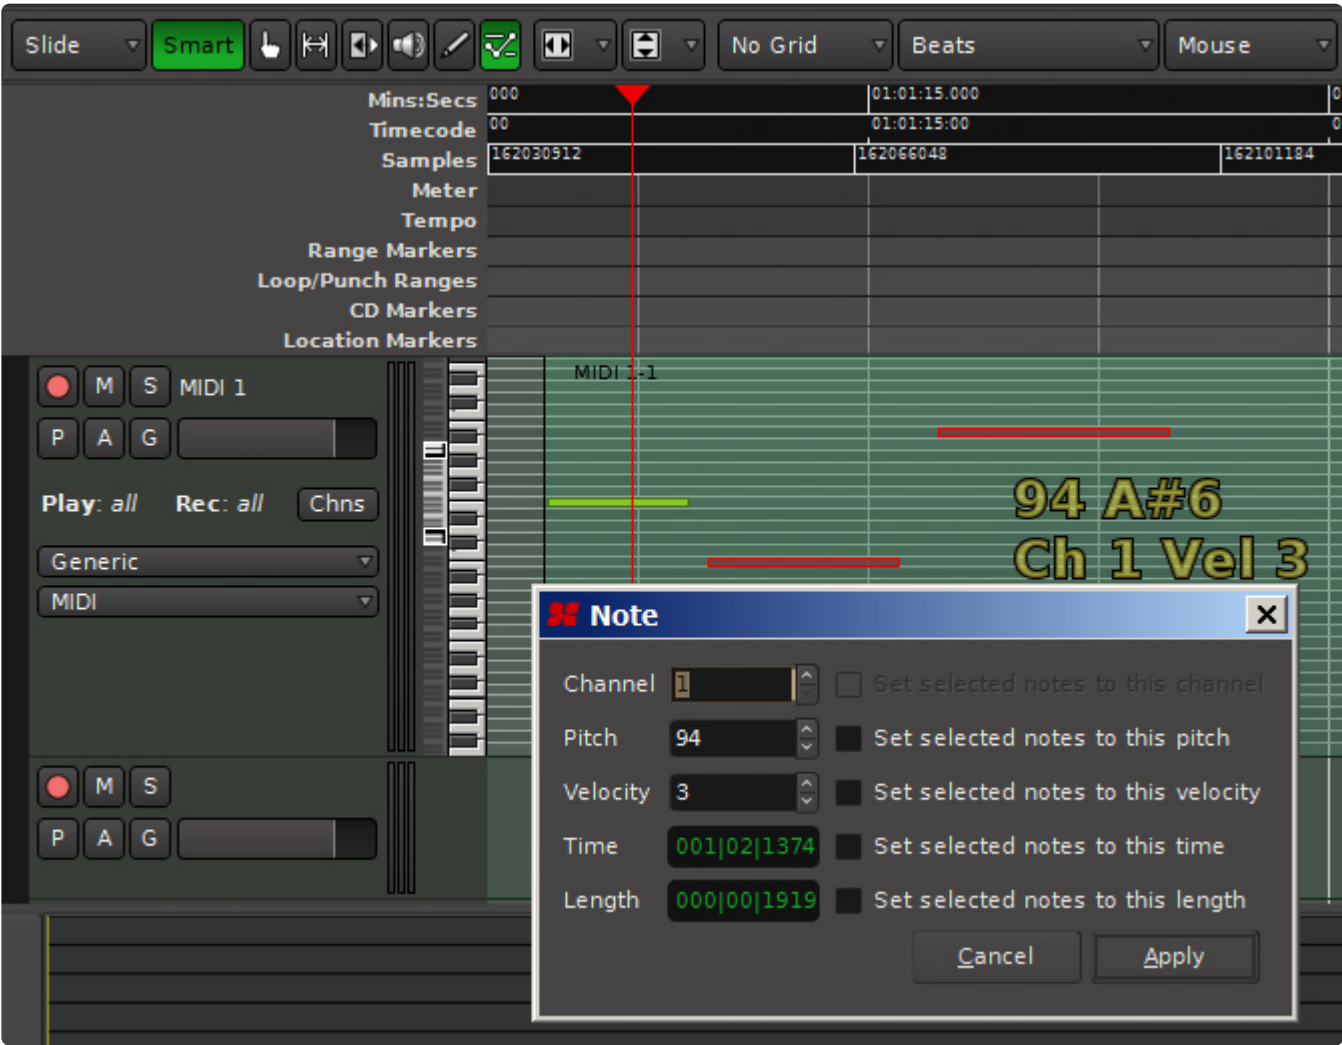 Slide Smart No Grid Beats Mouse
Mins:Secs 000 01:01:15.000 0
Timecode 00 01:01:15:00 0
Samples 162030912 162066048 162101184
Meter
Tempo
Range Markers
Loop/Punch Ranges
CD Markers
Location Markers
M S MIDI 1
MIDI 1-1
P A G
Play: all Rec: all Chns
94 A#6
Ch 1 Vel 3
Generic
MIDI
Note
Channel 1 Set selected notes to this channel
Pitch 94 Set selected notes to this pitch
Velocity 3 Set selected notes to this velocity
Time 001|02|1374 Set selected notes to this time
Length 000|00|1919 Set selected notes to this length
Cancel Apply
M S
P A G